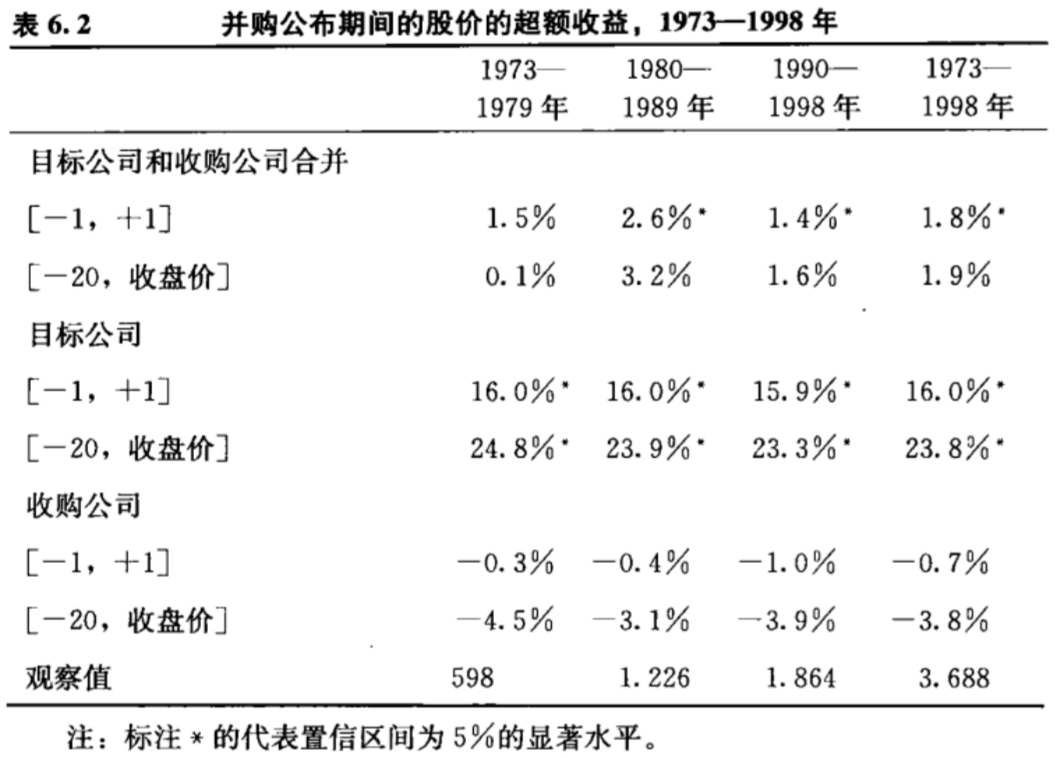 表 6.2 并购公布期间的股价的超额收益，1973—1998 年
1973— 1980— 1990— 1973—
1979 年 1989 年 1998 年 1998 年
目标公司和收购公司合并
[－1，＋1] 1.5% 2.6%* 1.4%* 1.8%*
[－20，收盘价] 0.1% 3.2% 1.6% 1.9%
目标公司
[－1，＋1] 16.0%* 16.0%* 15.9%* 16.0%*
[－20，收盘价] 24.8%* 23.9%* 23.3%* 23.8%*
收购公司
[－1，＋1] －0.3% －0.4% －1.0% －0.7%
[－20，收盘价] －4.5% －3.1% －3.9% －3.8%
观察值 598 1.226 1.864 3.688
注：标注 * 的代表置信区间为 5%的显著水平。